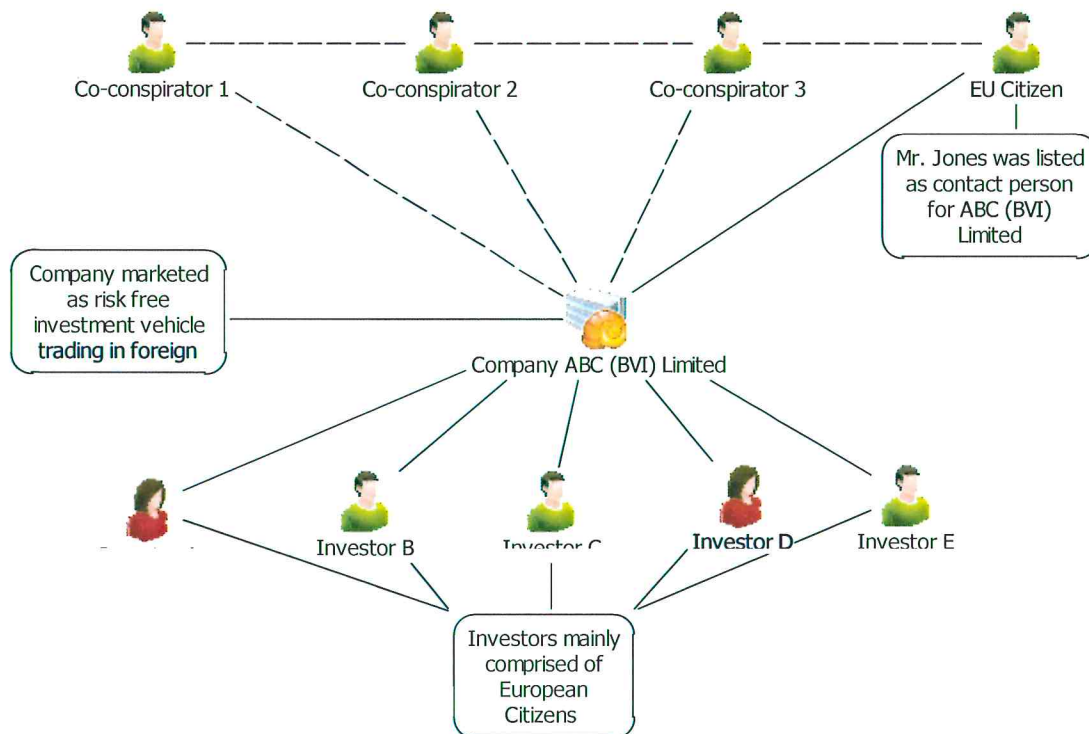 Co-conspirator 1
Co-conspirator 2
Co-conspirator 3
EU Citizen
Mr. Jones was listed
as contact person
for ABC (BVI)
Limited
Company marketed
as risk free
investment vehicle
trading in foreign
Company ABC (BVI) Limited
Investor B
Investor C
Investor D
Investor E
Investors mainly
comprised of
European
Citizens